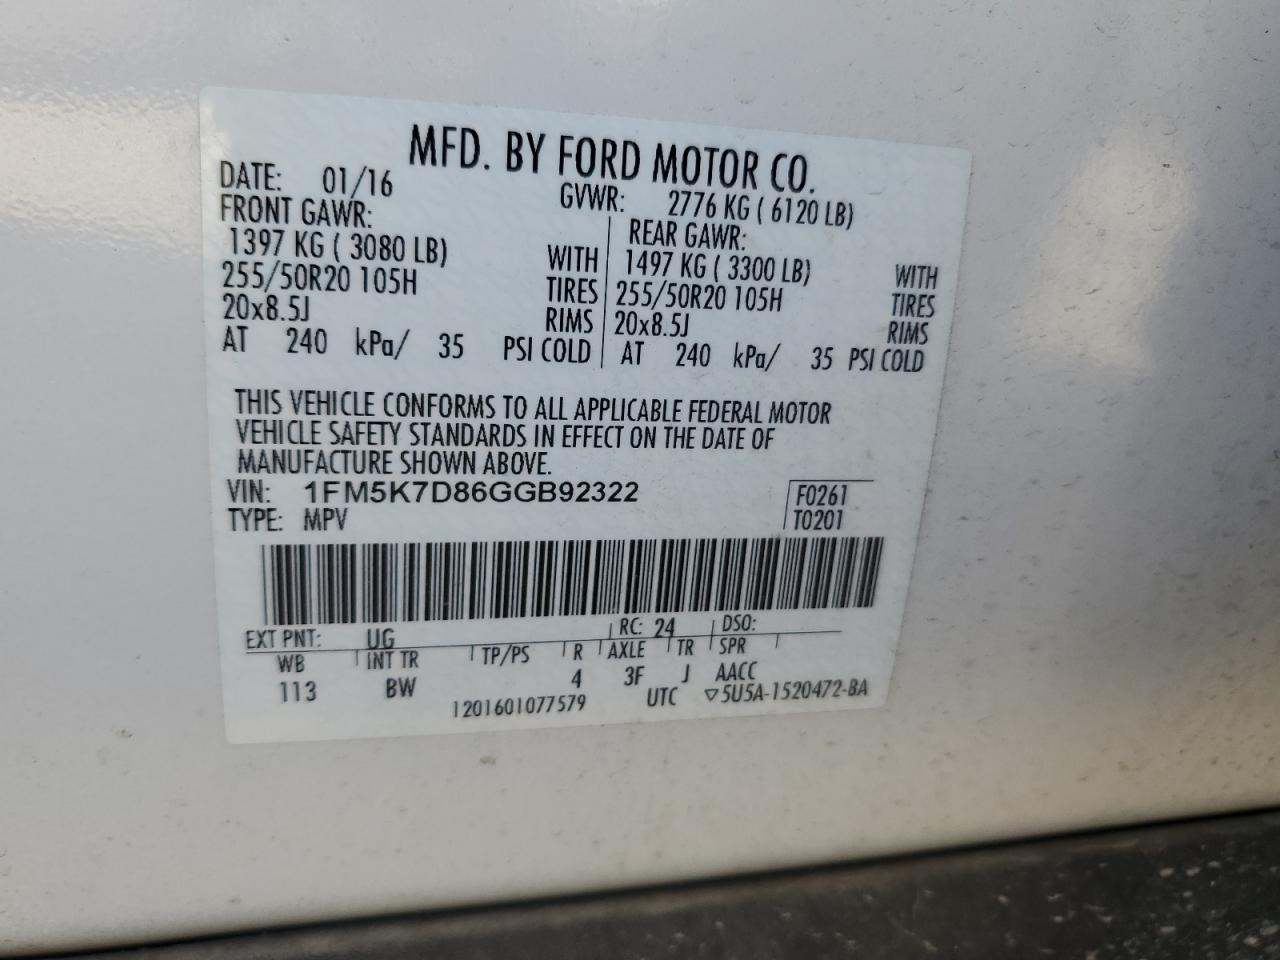 MFD. BY FORD MOTOR CO.
DATE: 01/16 GVWR: 2776 KG ( 6120 LB)
FRONT GAWR: REAR GAWR:
1397 KG ( 3080 LB) WITH 1497 KG ( 3300 LB) WITH
255/50R20 105H TIRES 255/50R20 105H TIRES
20x8.5J RIMS 20x8.5J RIMS
AT 240 kPa/ 35 PSI COLD AT 240 kPa/ 35 PSI COLD
THIS VEHICLE CONFORMS TO ALL APPLICABLE FEDERAL MOTOR
VEHICLE SAFETY STANDARDS IN EFFECT ON THE DATE OF
MANUFACTURE SHOWN ABOVE.
VIN: 1FM5K7D86GGB92322 F0261
TYPE: MPV T0201
EXT PNT: UG RC: 24 DSO:
WB INT TR TP/PS R AXLE TR SPR
113 BW 4 3F J AACC
1201601077579 UTC ▽5U5A-1520472-BA